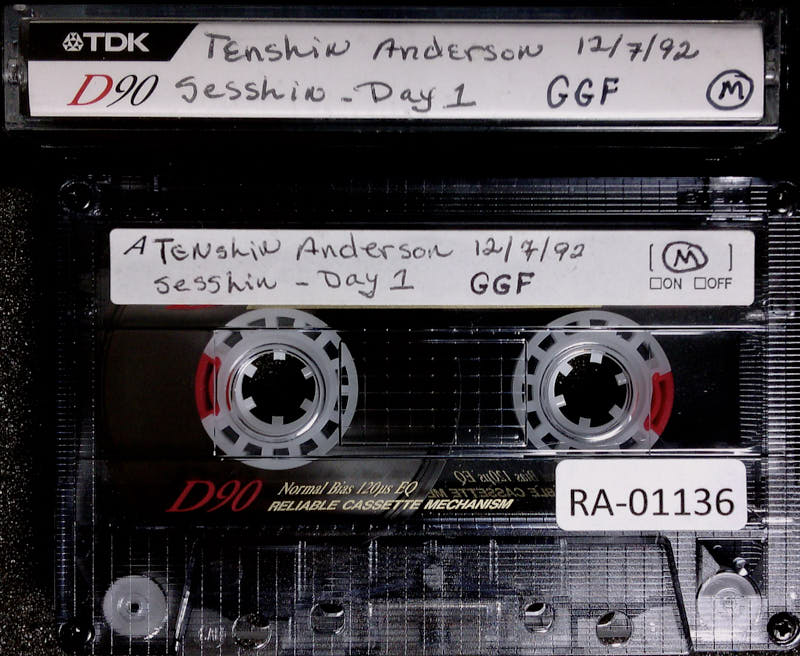 TDK Tenshin Anderson 12/7/92
D90 Sesshin - Day 1 GGF M
A Tenshin Anderson 12/7/92 [M]
Sesshin - Day 1 GGF ON OFF
D90 Normal Bias 120μs EQ
RELIABLE CASSETTE MECHANISM
RA-01136